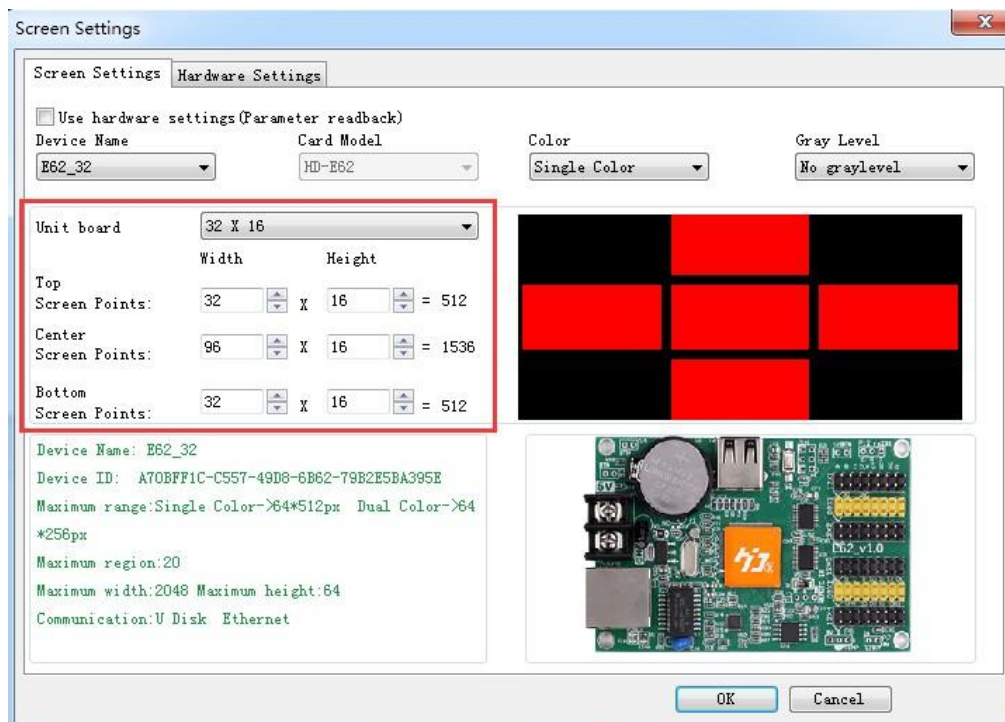 Screen Settings
Screen Settings Hardware Settings
Use hardware settings(Parameter readback)
Device Name Card Model Color Gray Level
E62_32 HD-E62 Single Color No graylevel
Unit board 32 X 16
Width Height
Top
Screen Points: 32 X 16 = 512
Center
Screen Points: 96 X 16 = 1536
Bottom
Screen Points: 32 X 16 = 512
Device Name: E62_32
Device ID: A70BFF1C-C557-49D8-6B62-79B2E5BA395E
Maximum range:Single Color->64*512px Dual Color->64
*256px
Maximum region:20
Maximum width:2048 Maximum height:64
Communication:U Disk Ethernet
5V
E62_v1.0
OK Cancel